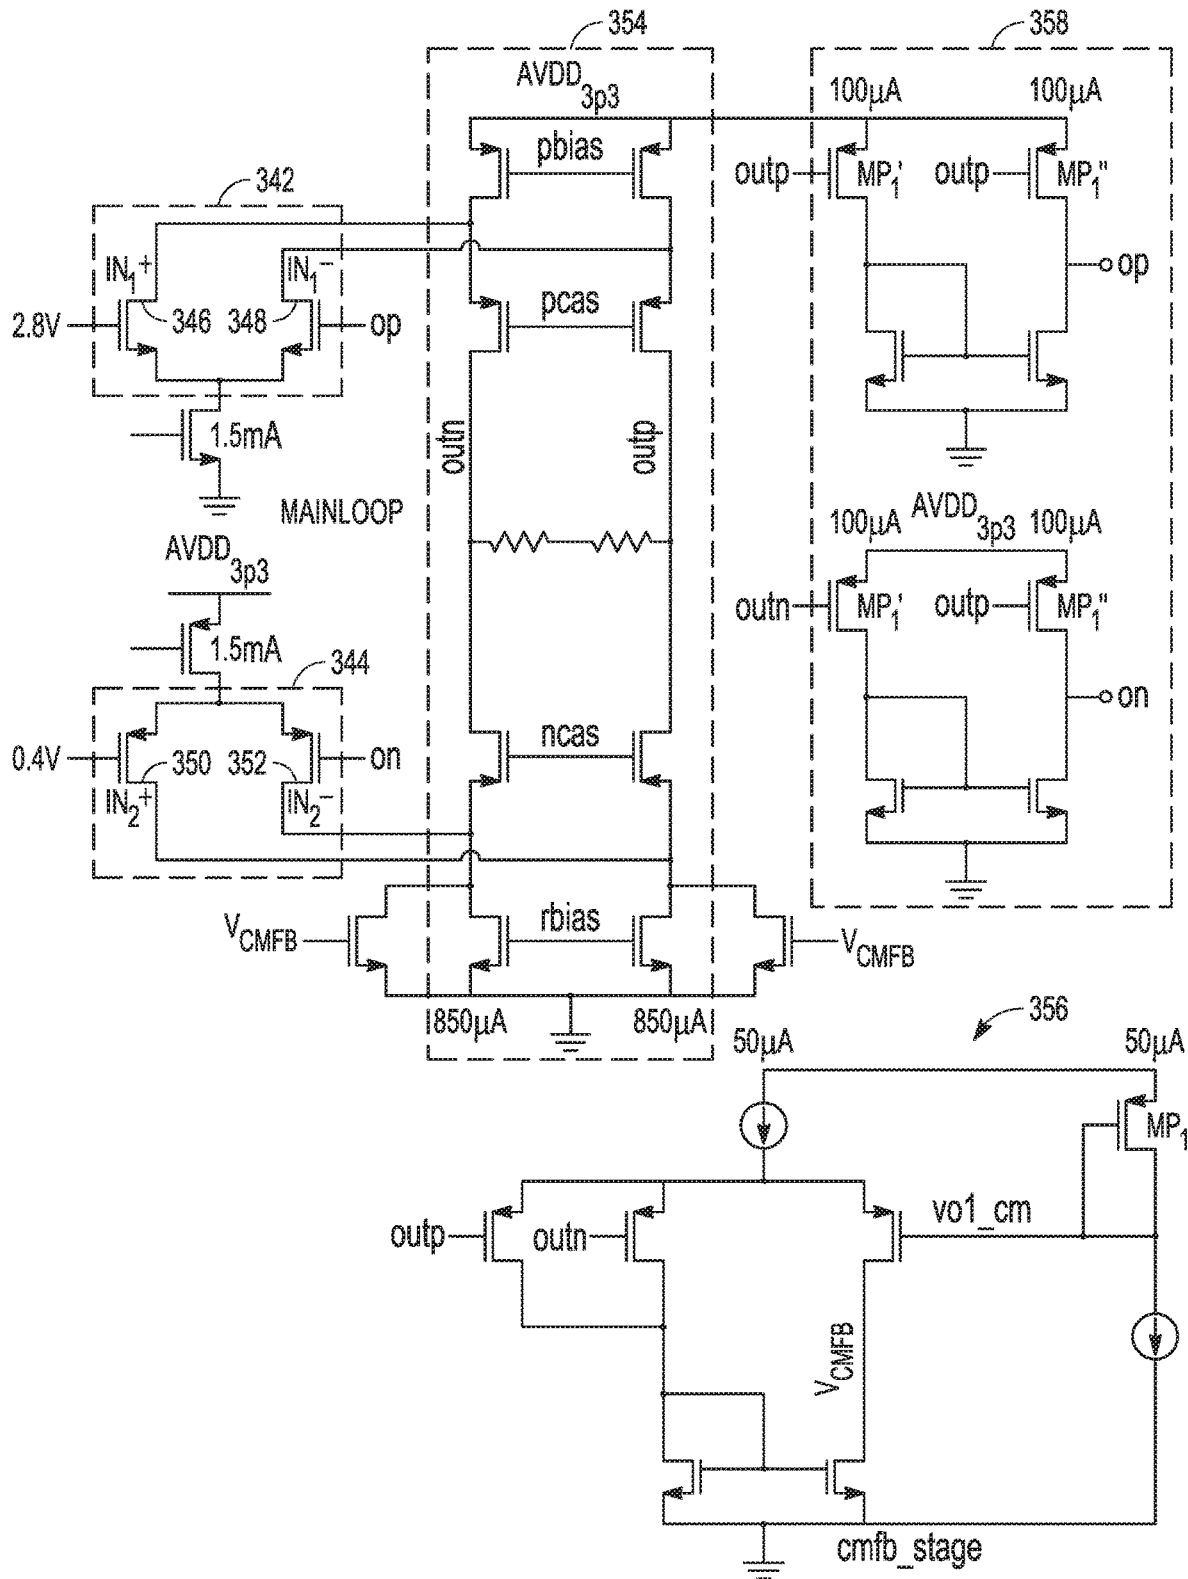 354
358
AVDD3p3
100μA
100μA
pbias
outp
MP1'
outp
MP1"
342
IN1+
IN1−
op
2.8V
346
348
op
pcas
1.5mA
outn
outp
MAINLOOP
AVDD3p3
100μA
AVDD3p3
100μA
outn
MP1'
outp
MP1"
1.5mA
344
on
0.4V
350
352
on
ncas
IN2+
IN2−
VCMFB
rbias
VCMFB
850μA
850μA
356
50μA
50μA
MP1
outp
outn
vo1_cm
VCMFB
cmfb_stage